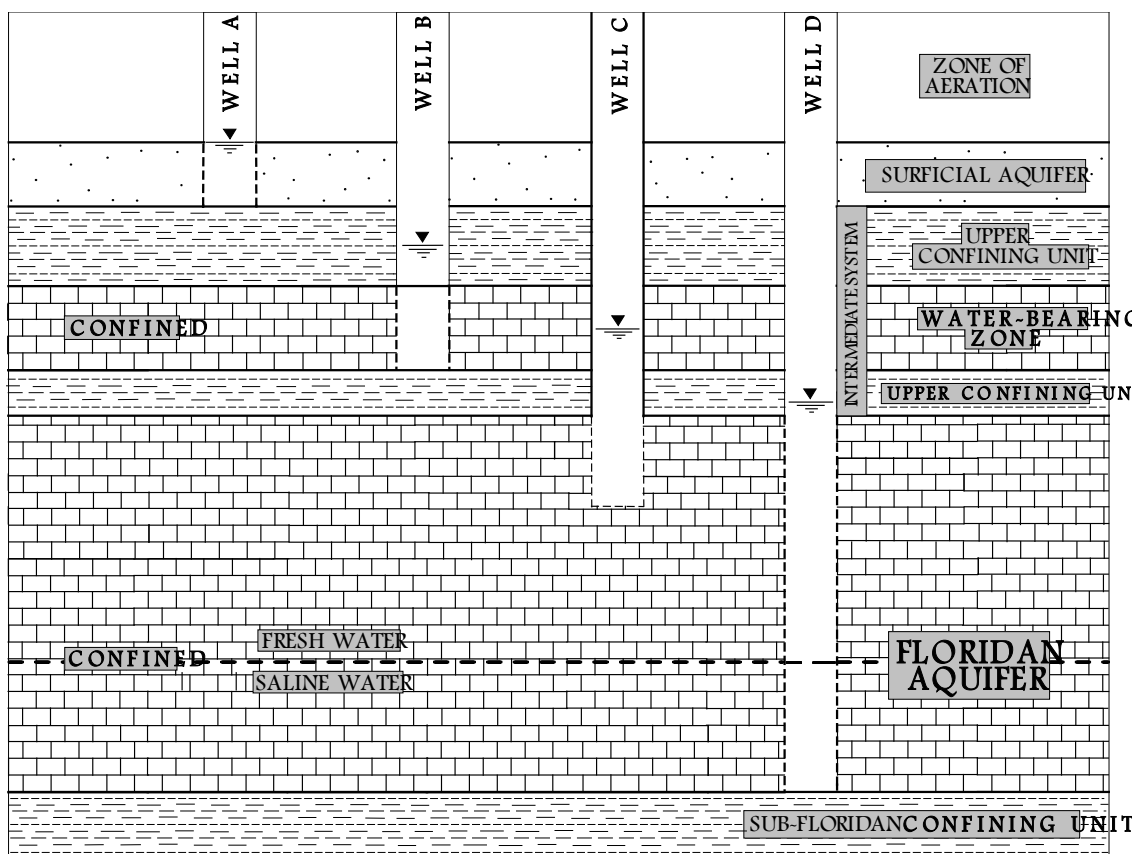 WELL A
WELL B
WELL C
WELL D
ZONE OF
AERATION
SURFICIAL AQUIFER
INTERMEDIATE SYSTEM
UPPER
CONFINING UNIT
CONFINED
WATER-BEARING
ZONE
UPPER CONFINING UN
FRESH WATER
CONFINED
SALINE WATER
FLORIDAN
AQUIFER
SUB-FLORIDAN CONFINING UNIT